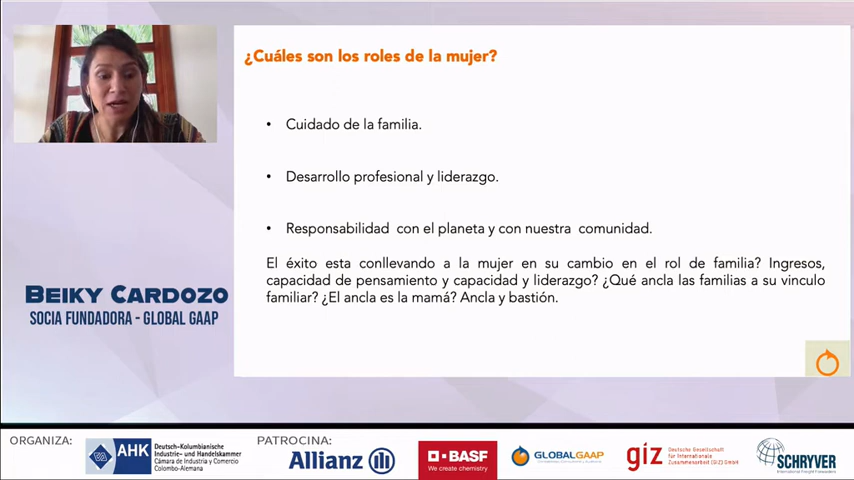 ¿Cuáles son los roles de la mujer?
• Cuidado de la familia.
• Desarrollo profesional y liderazgo.
• Responsabilidad con el planeta y con nuestra comunidad.
El éxito esta conllevando a la mujer en su cambio en el rol de familia? Ingresos,
capacidad de pensamiento y capacidad y liderazgo? ¿Qué ancla las familias a su vinculo
familiar? ¿El ancla es la mamá? Ancla y bastión.
BEIKY CARDOZO
SOCIA FUNDADORA - GLOBAL GAAP
ORGANIZA:
AHK
Deutsch-Kolumbianische
Industrie- und Handelskammer
Cámara de Industria y Comercio
Colombo-Alemana
PATROCINA:
Allianz
BASF
We create chemistry
GLOBALGAAP
giz
Deutsche Gesellschaft
für Internationale
Zusammenarbeit (GIZ) GmbH
SCHRYVER
International Freight Forwarders